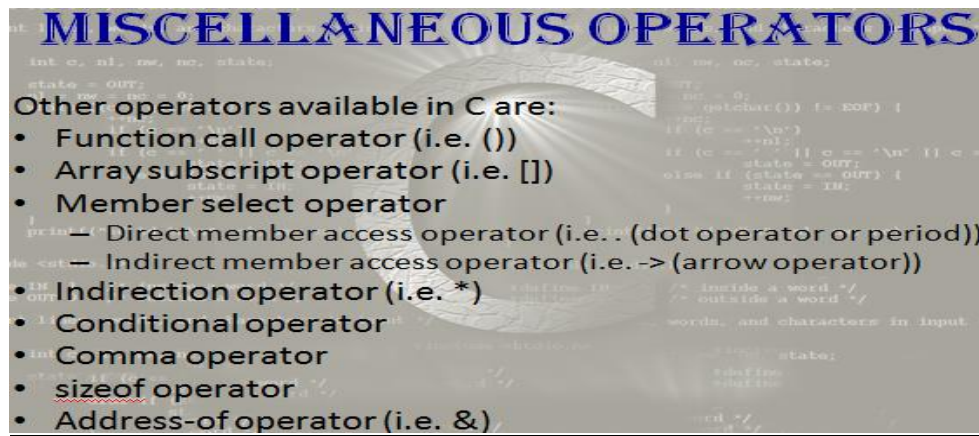 MISCELLANEOUS OPERATORS
Other operators available in C are:
• Function call operator (i.e. ())
• Array subscript operator (i.e. [])
• Member select operator
– Direct member access operator (i.e. . (dot operator or period))
– Indirect member access operator (i.e. -> (arrow operator))
• Indirection operator (i.e. *)
• Conditional operator
• Comma operator
• sizeof operator
• Address-of operator (i.e. &)